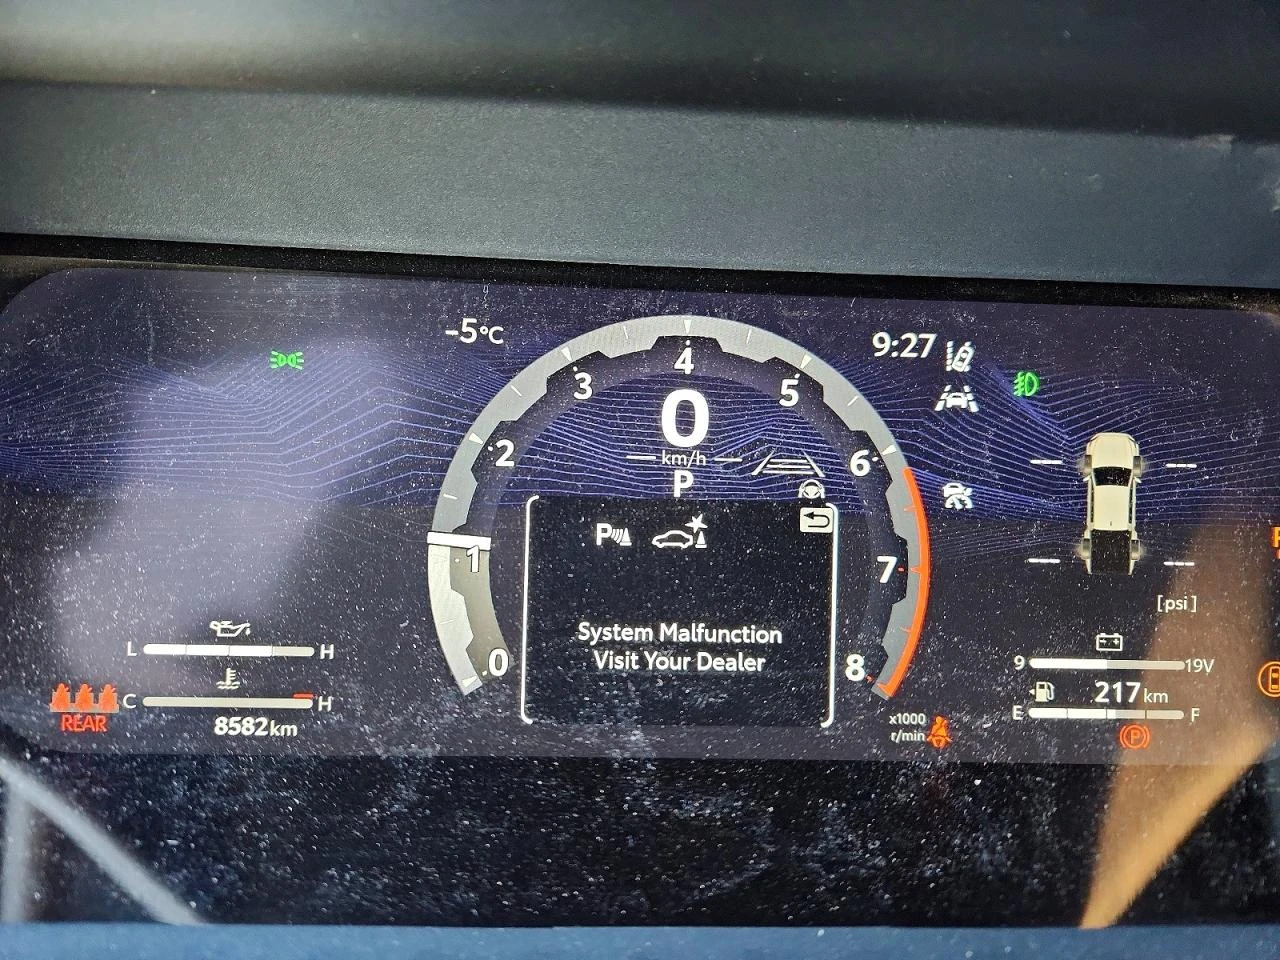 -5°C
9:27
0
1
2
3
4
5
6
7
8
0
km/h
P
P
System Malfunction
Visit Your Dealer
x1000
r/min
L H
C H
REAR
8582km
[psi]
9 19V
217km
E F
P